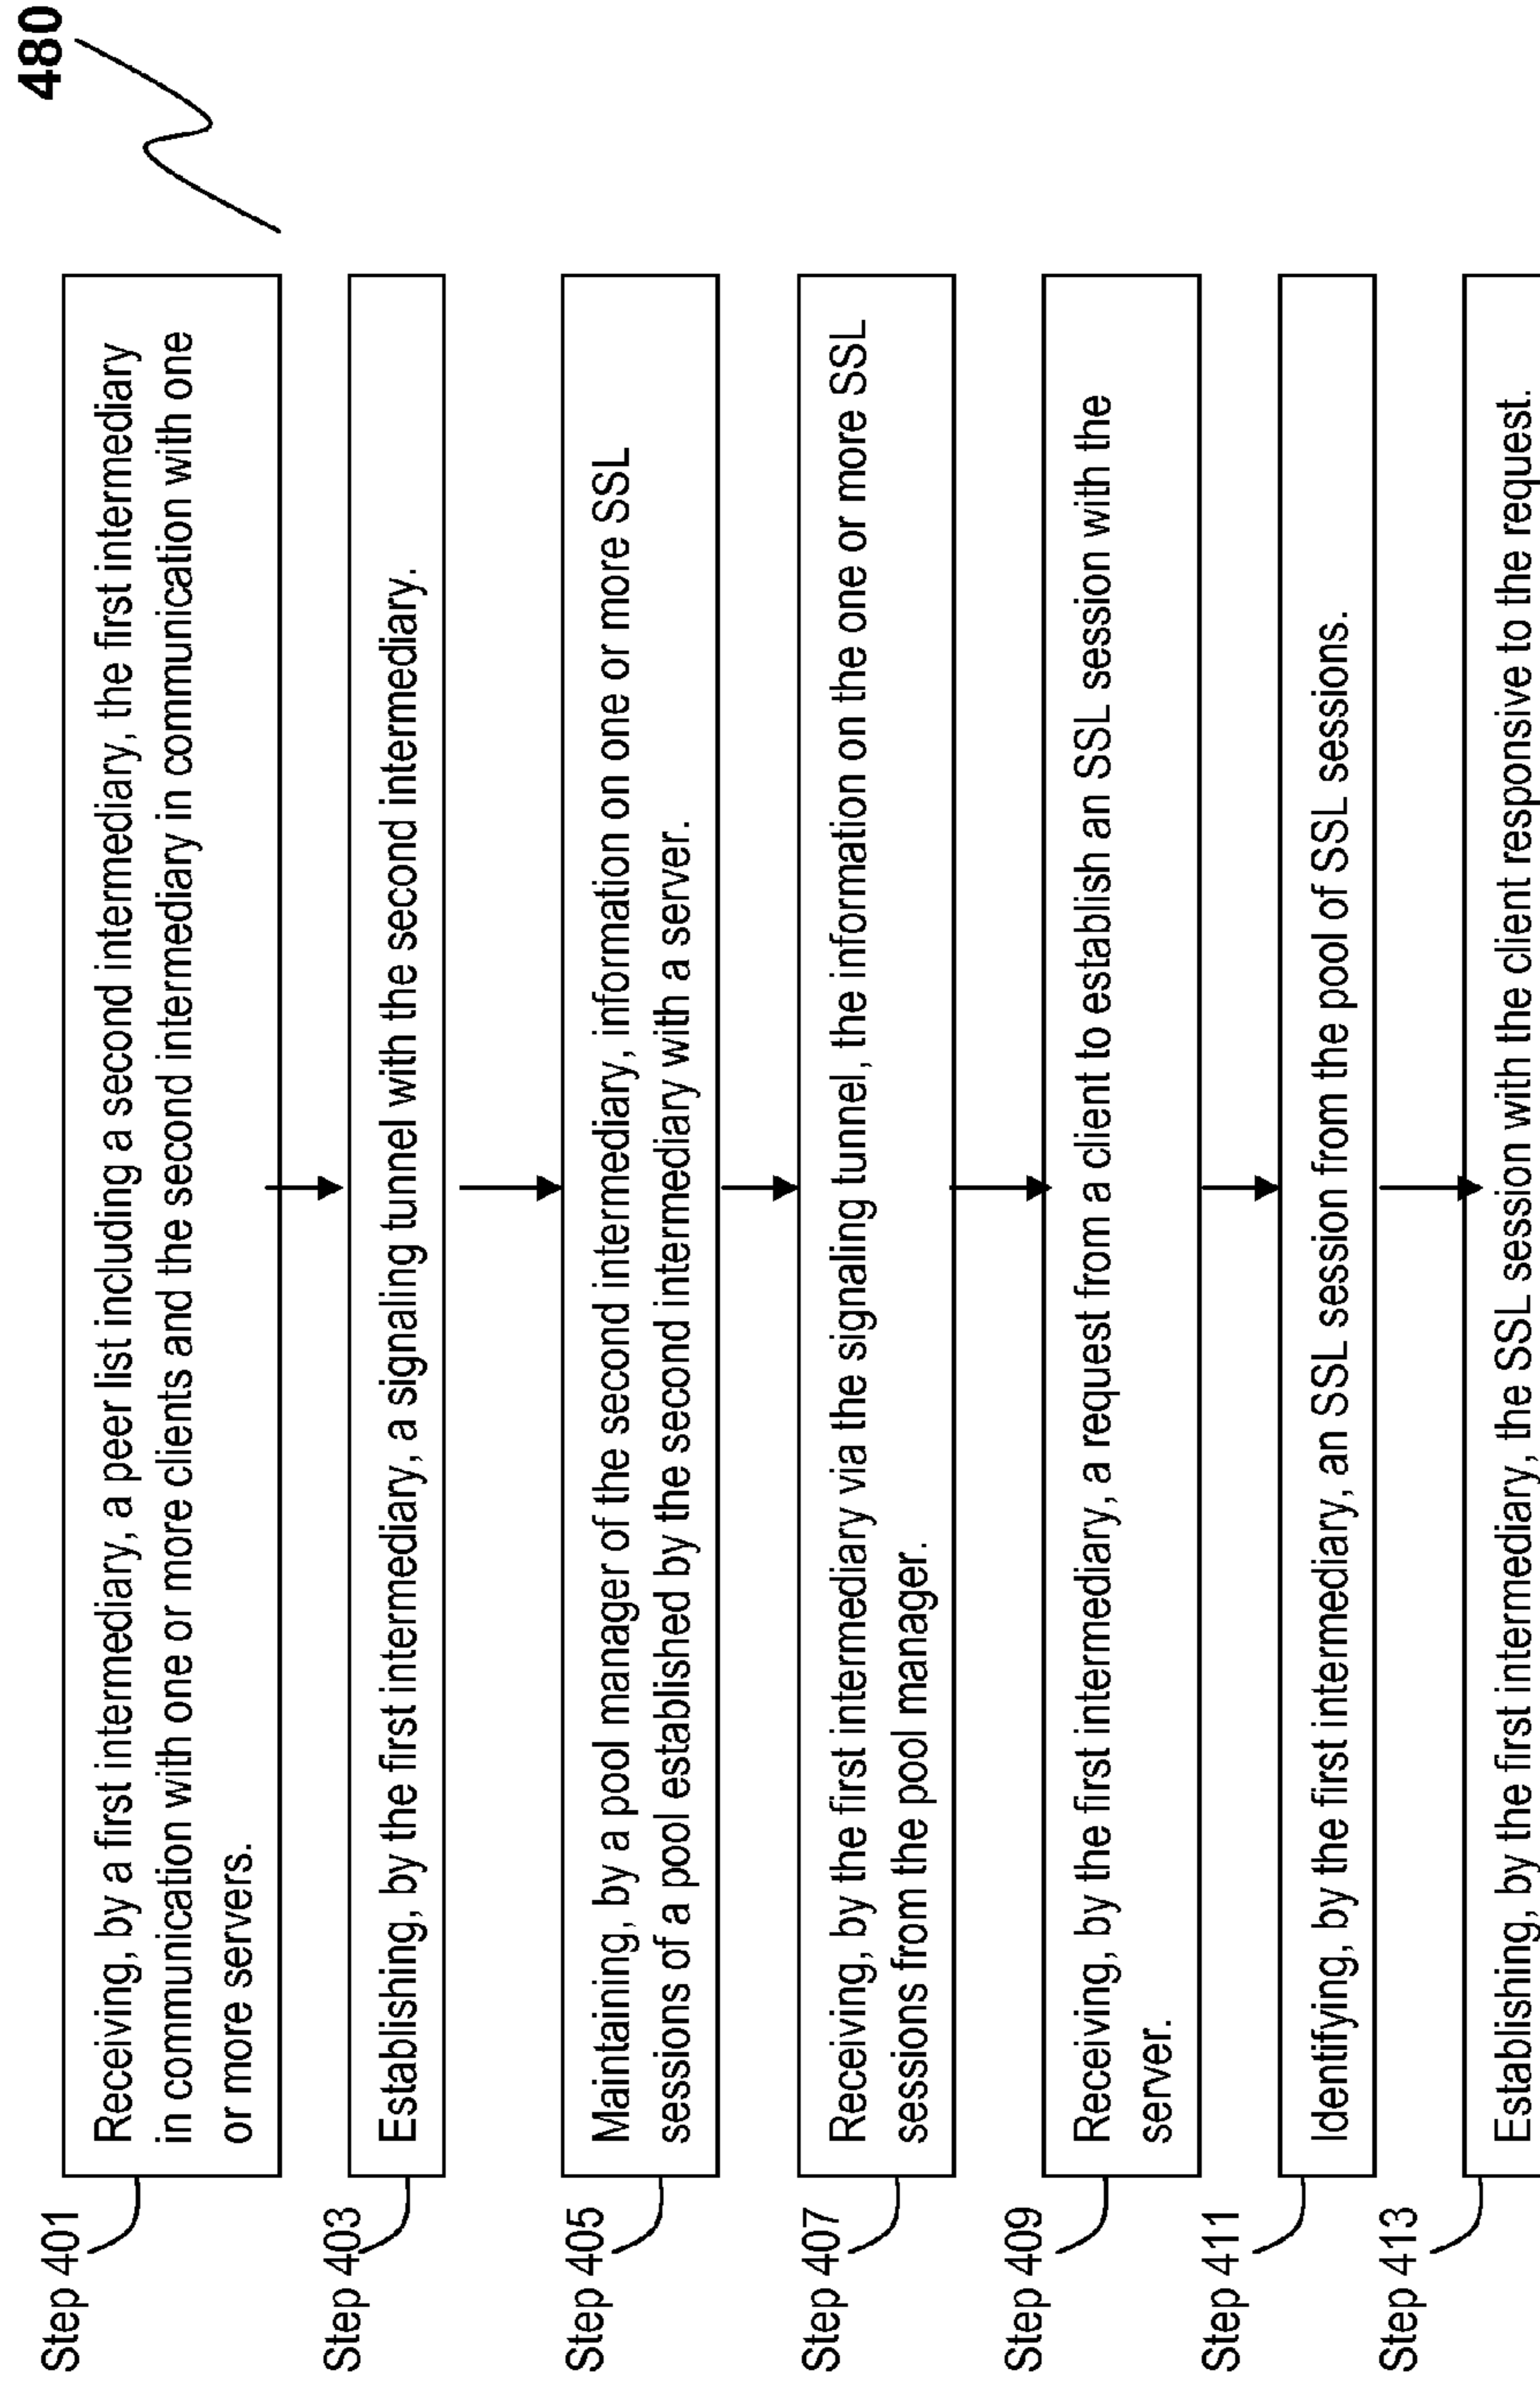 480
Step 401
Receiving, by a first intermediary, a peer list including a second intermediary, the first intermediary
in communication with one or more clients and the second intermediary in communication with one
or more servers.
Step 403
Establishing, by the first intermediary, a signaling tunnel with the second intermediary.
Step 405
Maintaining, by a pool manager of the second intermediary, information on one or more SSL
sessions of a pool established by the second intermediary with a server.
Step 407
Receiving, by the first intermediary via the signaling tunnel, the information on the one or more SSL
sessions from the pool manager.
Step 409
Receiving, by the first intermediary, a request from a client to establish an SSL session with the
server.
Step 411
Identifying, by the first intermediary, an SSL session from the pool of SSL sessions.
Step 413
Establishing, by the first intermediary, the SSL session with the client responsive to the request.